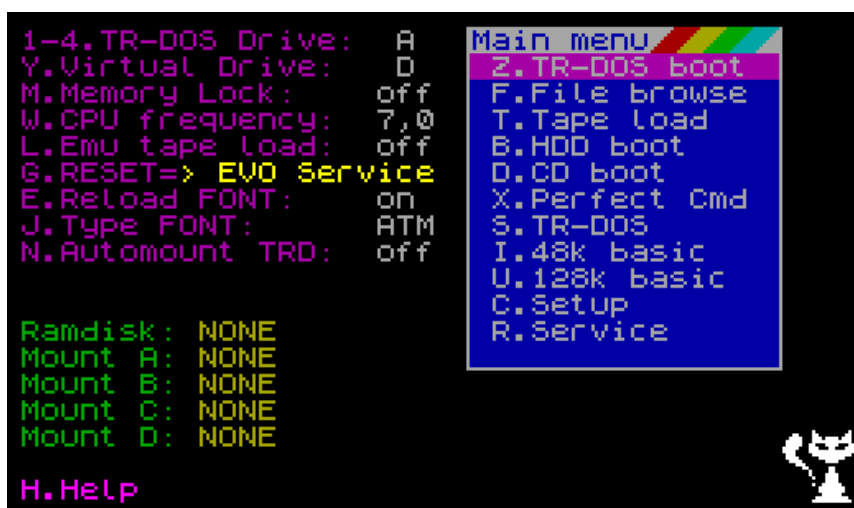 1-4.TR-DOS Drive: A
Y.Virtual Drive: D
M.Memory Lock: off
W.CPU frequency: 7,0
L.Emu tape load: off
G.RESET=> EVO Service
E.Reload FONT: on
J.Type FONT: ATM
N.Automount TRD: off
Ramdisk: NONE
Mount A: NONE
Mount B: NONE
Mount C: NONE
Mount D: NONE
H.Help
Main menu
Z.TR-DOS boot
F.File browse
T.Tape load
B.HDD boot
D.CD boot
X.Perfect Cmd
S.TR-DOS
I.48k basic
U.128k basic
C.Setup
R.Service